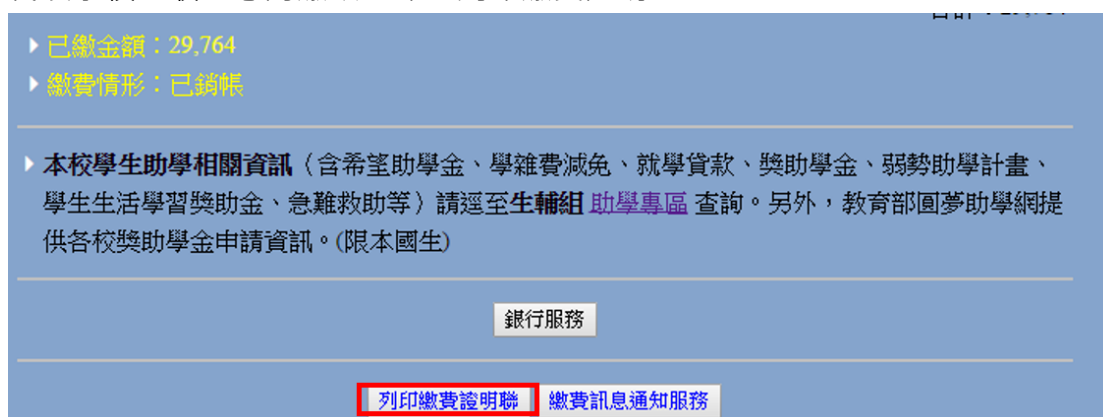 已繳金額：29,764
繳費情形：已銷帳
本校學生助學相關資訊（含希望助學金、學雜費減免、就學貸款、獎助學金、弱勢助學計畫、
學生生活學習獎助金、急難救助等）請逕至生輔組 助學專區 查詢。另外，教育部圓夢助學網提
供各校獎助學金申請資訊。(限本國生)
銀行服務
列印繳費證明聯 繳費訊息通知服務